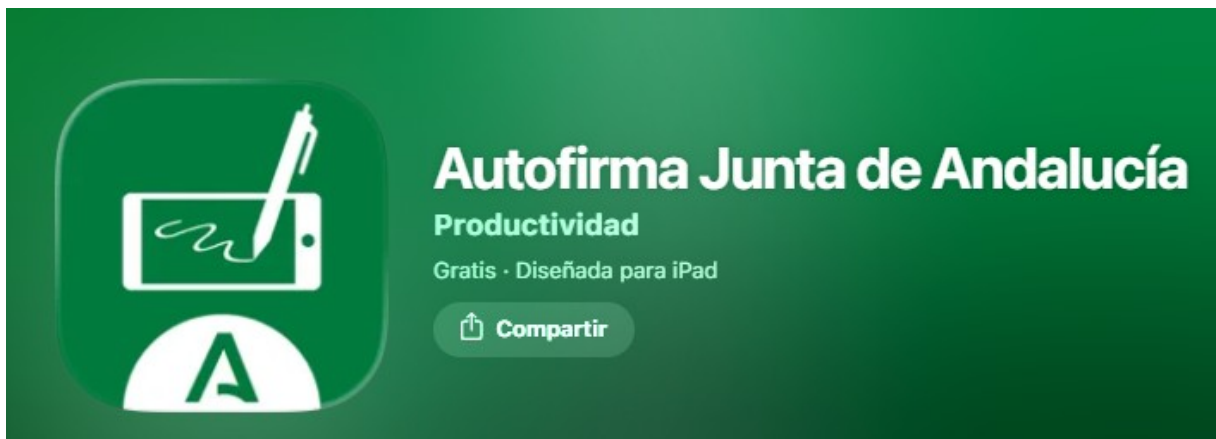 Autofirma Junta de Andalucía
Productividad
Gratis · Diseñada para iPad
Compartir
A